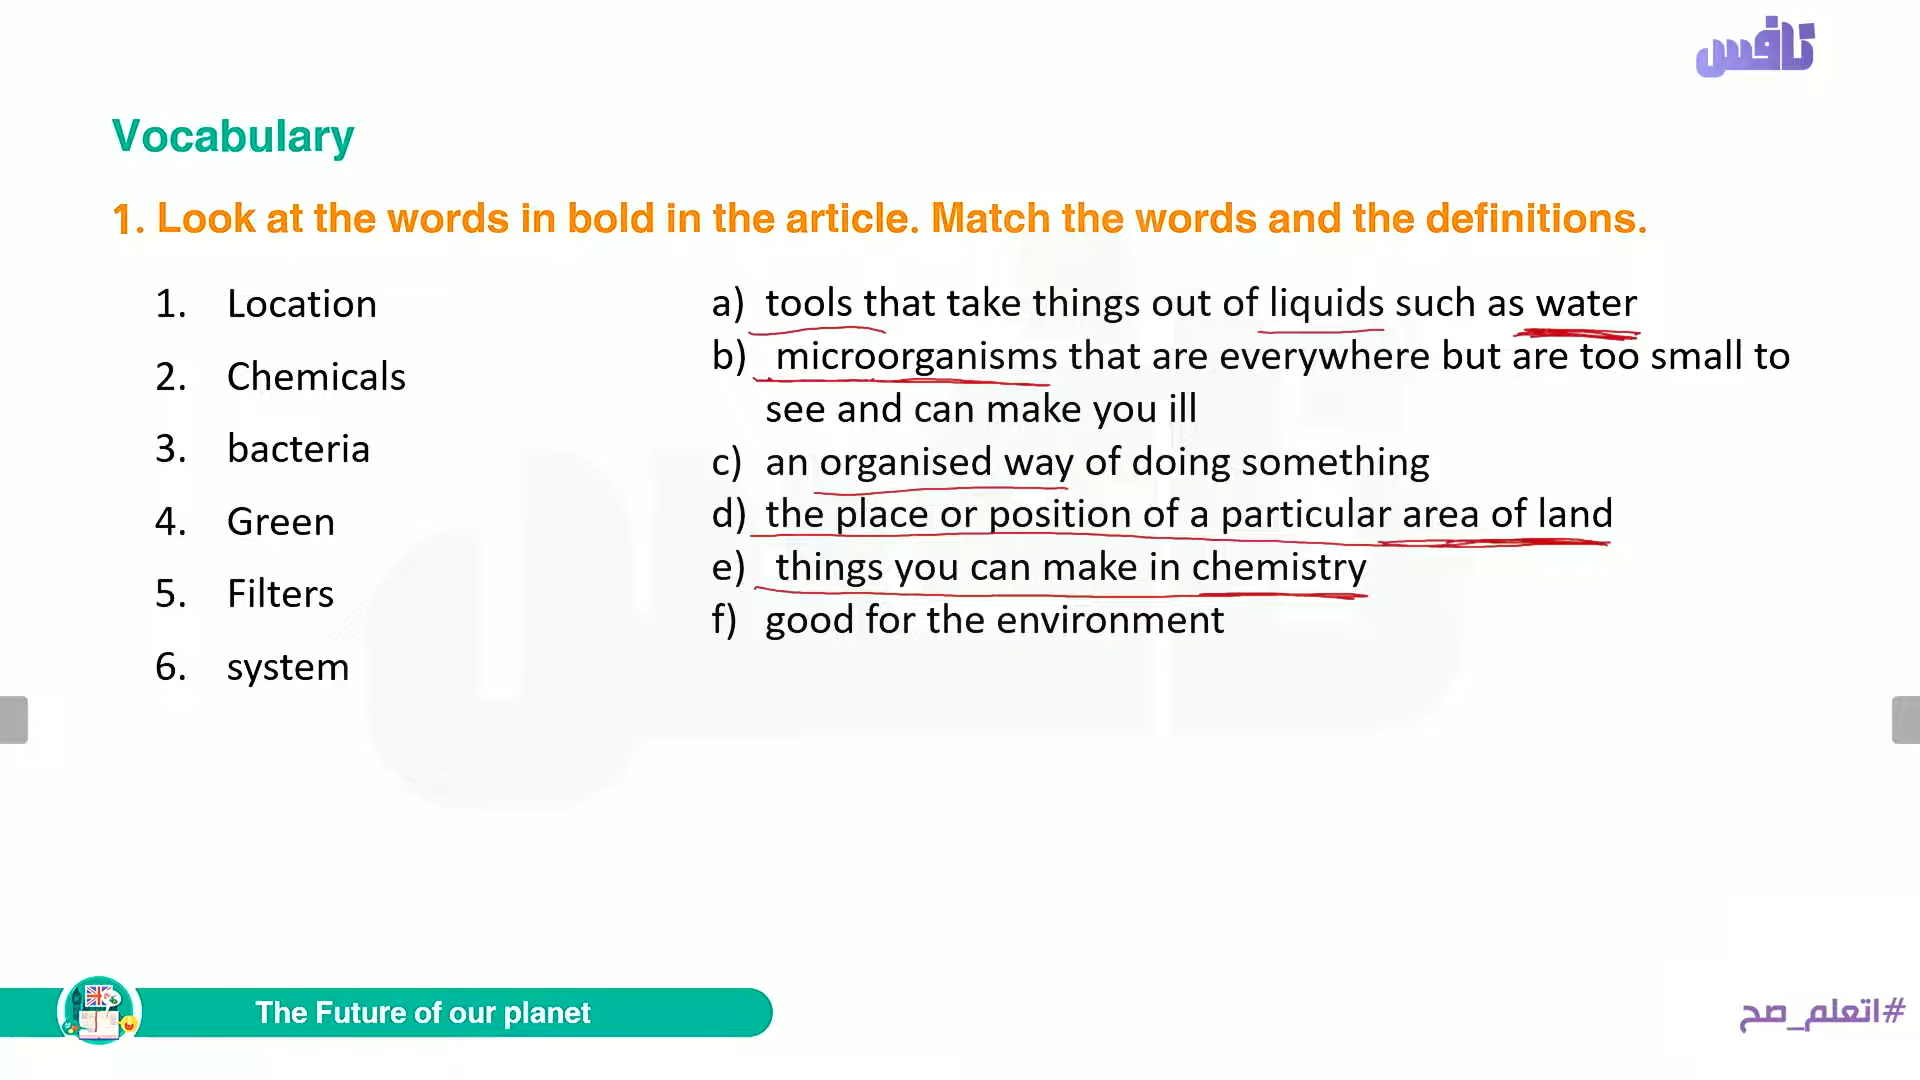 نافس
Vocabulary
1. Look at the words in bold in the article. Match the words and the definitions.
1. Location
2. Chemicals
3. bacteria
4. Green
5. Filters
6. system
a) tools that take things out of liquids such as water
b) microorganisms that are everywhere but are too small to
see and can make you ill
c) an organised way of doing something
d) the place or position of a particular area of land
e) things you can make in chemistry
f) good for the environment
The Future of our planet
#اتعلم_صح